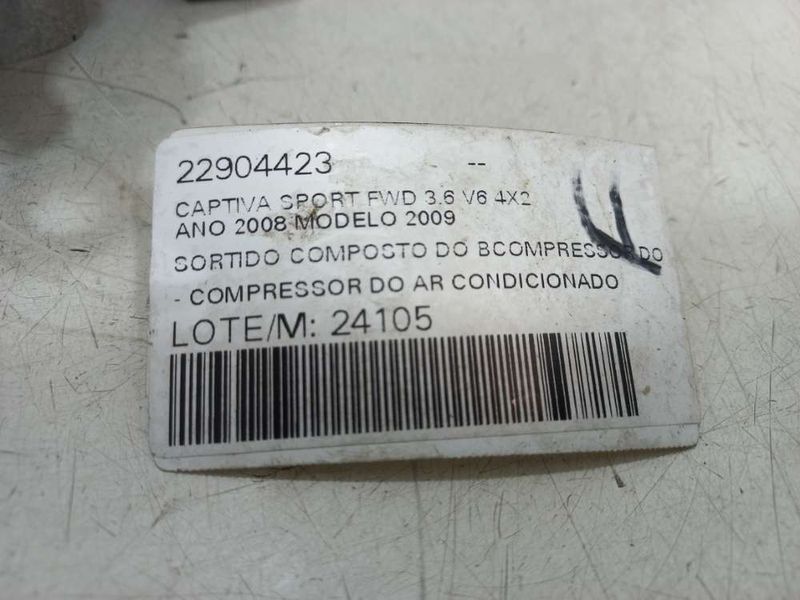 22904423 --
CAPTIVA SPORT FWD 3.6 V6 4X2
ANO 2008 MODELO 2009
SORTIDO COMPOSTO DO BCOMPRESSOR DO
- COMPRESSOR DO AR CONDICIONADO
LOTE/M: 24105